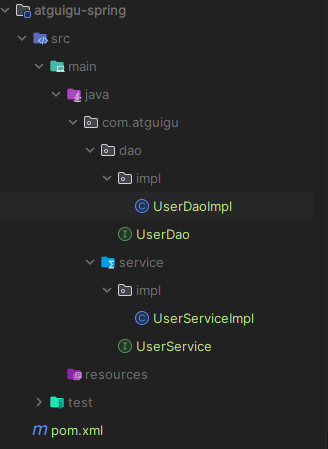 atguigu-spring
src
main
java
com.atguigu
dao
impl
UserDaoImpl
UserDao
service
impl
UserServiceImpl
UserService
resources
test
pom.xml